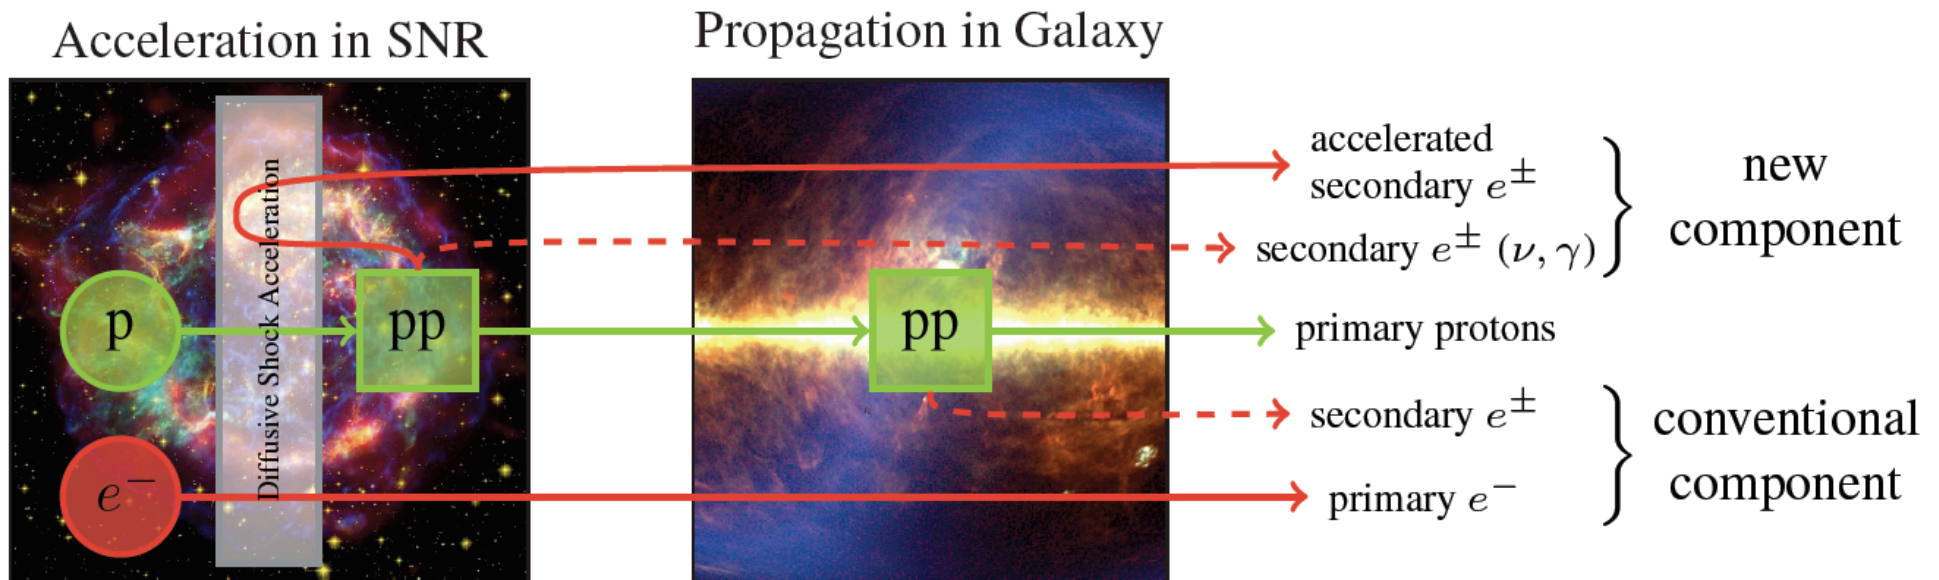 Acceleration in SNR
Propagation in Galaxy
p
Diffusive Shock Acceleration
pp
e⁻
pp
accelerated
secondary e±
secondary e± (ν, γ)
new
component
primary protons
secondary e±
primary e⁻
conventional
component